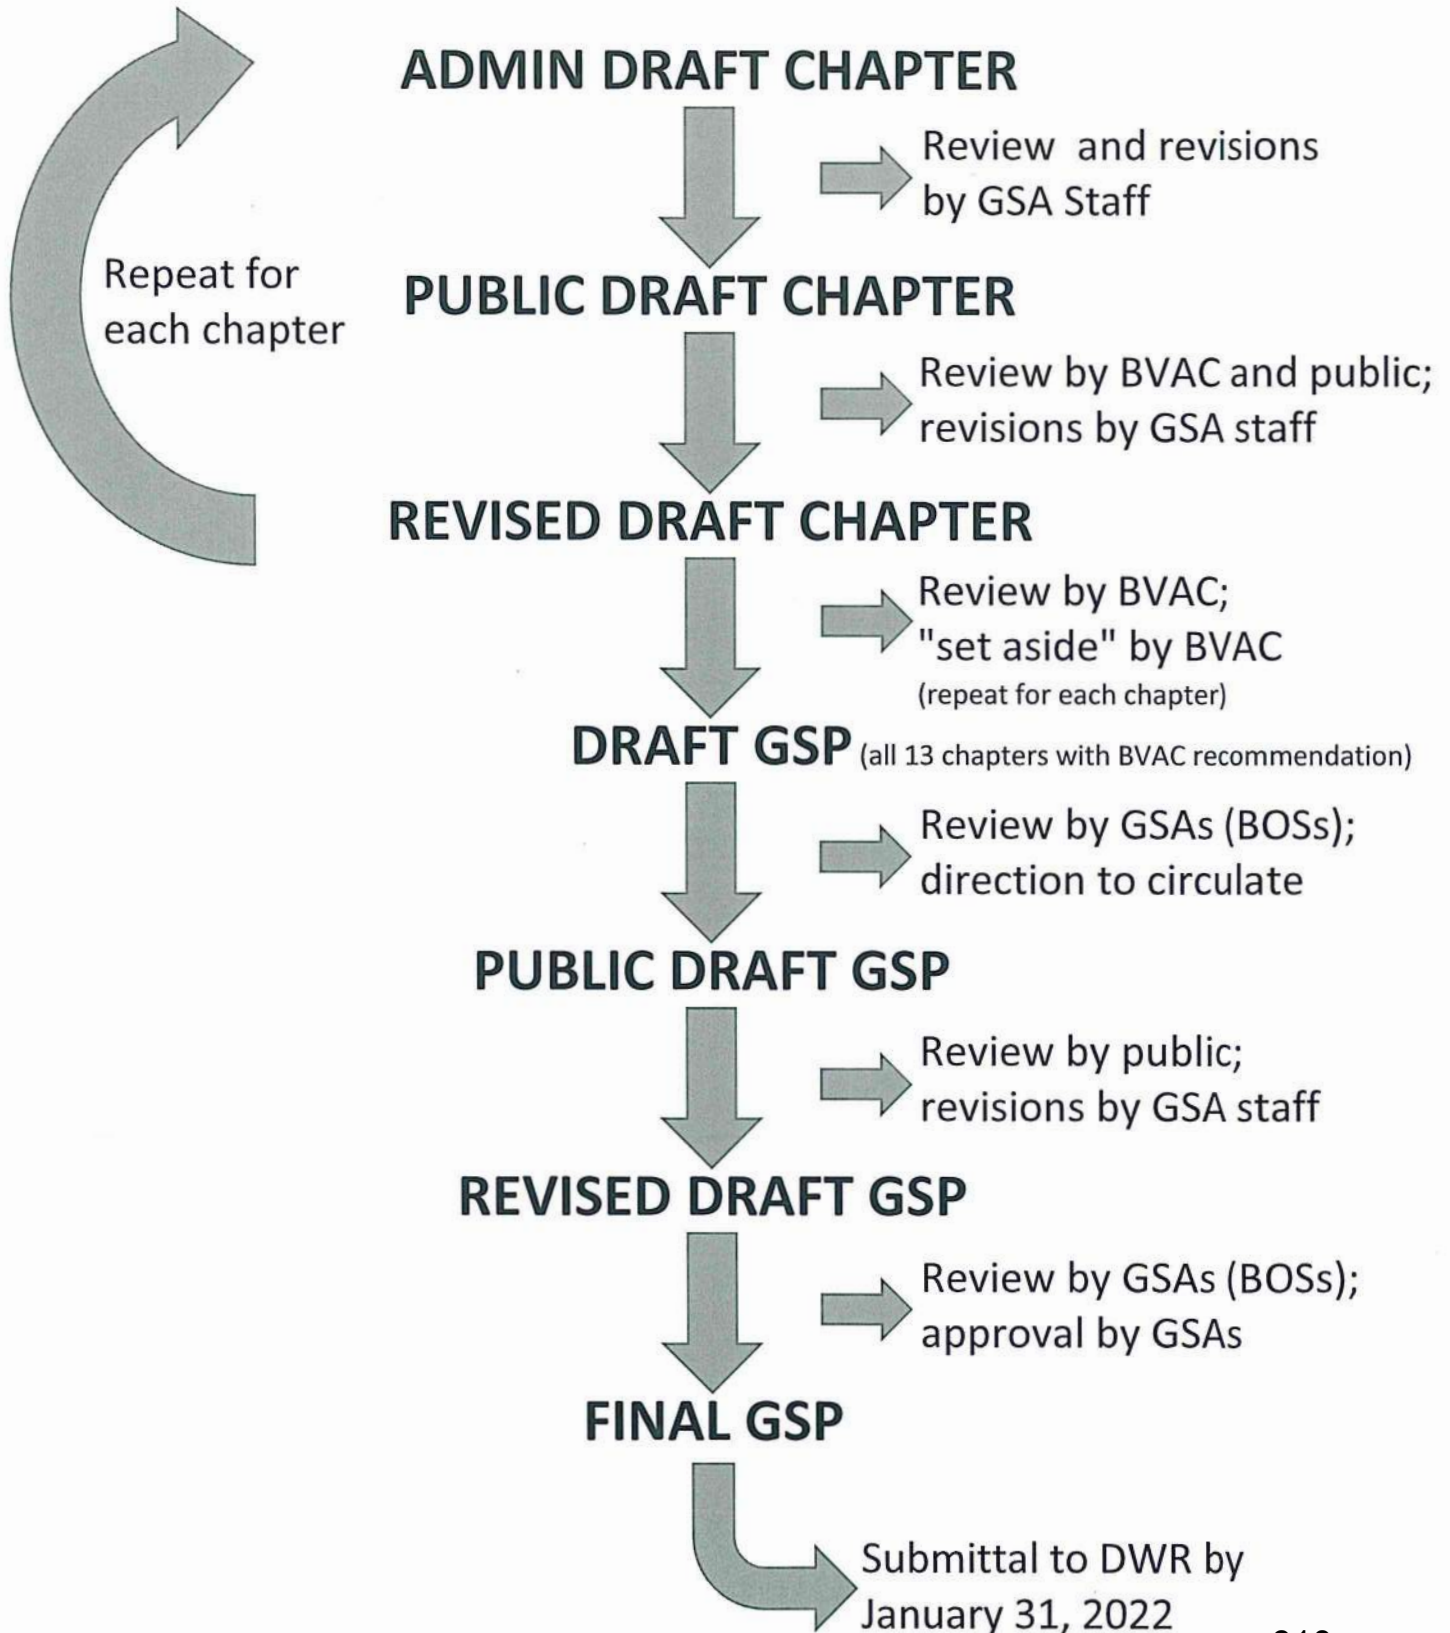 ADMIN DRAFT CHAPTER
Review and revisions
by GSA Staff
Repeat for
each chapter
PUBLIC DRAFT CHAPTER
Review by BVAC and public;
revisions by GSA staff
REVISED DRAFT CHAPTER
Review by BVAC;
"set aside" by BVAC
(repeat for each chapter)
DRAFT GSP (all 13 chapters with BVAC recommendation)
Review by GSAs (BOSs);
direction to circulate
PUBLIC DRAFT GSP
Review by public;
revisions by GSA staff
REVISED DRAFT GSP
Review by GSAs (BOSs);
approval by GSAs
FINAL GSP
Submittal to DWR by
January 31, 2022